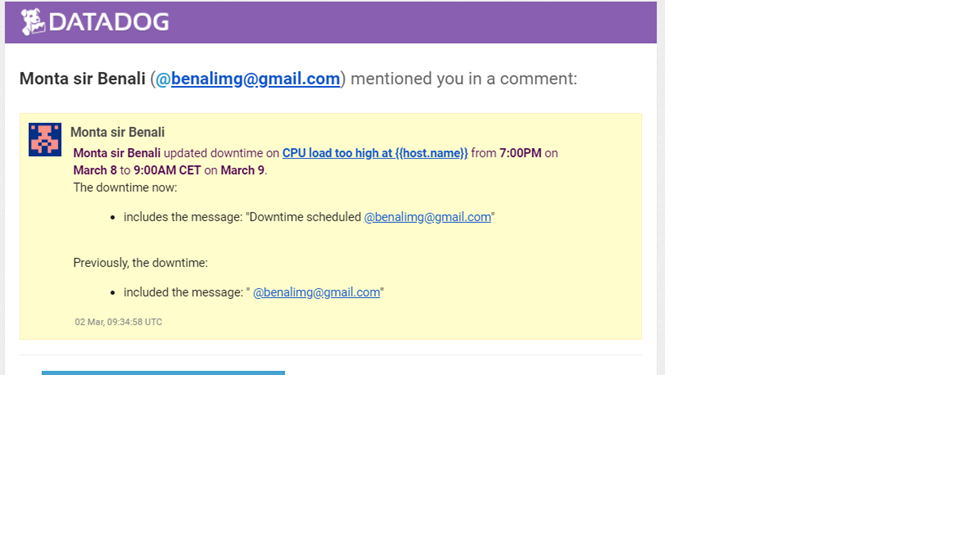 DATADOG
Monta sir Benali (@benalimg@gmail.com) mentioned you in a comment:
Monta sir Benali
Monta sir Benali updated downtime on CPU load too high at {{host.name}} from 7:00PM on
March 8 to 9:00AM CET on March 9.
The downtime now:
• includes the message: "Downtime scheduled @benalimg@gmail.com"
Previously, the downtime:
• included the message: " @benalimg@gmail.com"
02 Mar, 09:34:58 UTC